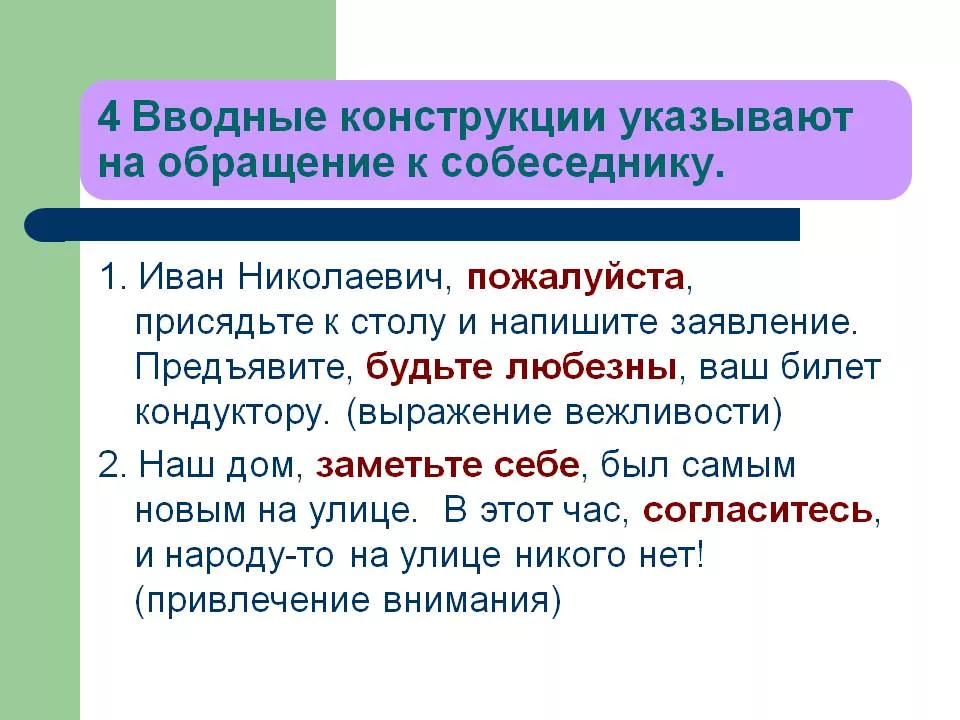 4 Вводные конструкции указывают
на обращение к собеседнику.
1. Иван Николаевич, пожалуйста,
присядьте к столу и напишите заявление.
Предъявите, будьте любезны, ваш билет
кондуктору. (выражение вежливости)
2. Наш дом, заметьте себе, был самым
новым на улице.  В этот час, согласитесь,
и народу-то на улице никого нет!
(привлечение внимания)